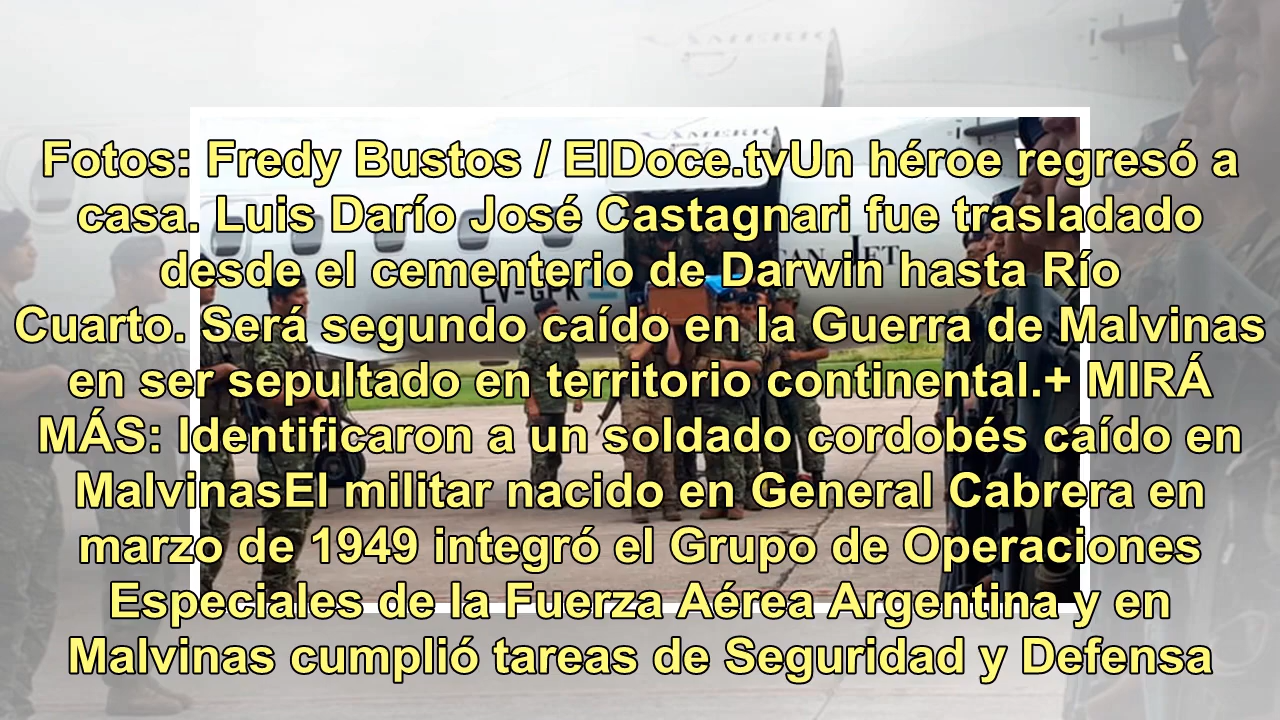 Fotos: Fredy Bustos / ElDoce.tvUn héroe regresó a
casa. Luis Darío José Castagnari fue trasladado
desde el cementerio de Darwin hasta Río
Cuarto. Será segundo caído en la Guerra de Malvinas
en ser sepultado en territorio continental.+ MIRÁ
MÁS: Identificaron a un soldado cordobés caído en
MalvinasEl militar nacido en General Cabrera en
marzo de 1949 integró el Grupo de Operaciones
Especiales de la Fuerza Aérea Argentina y en
Malvinas cumplió tareas de Seguridad y Defensa